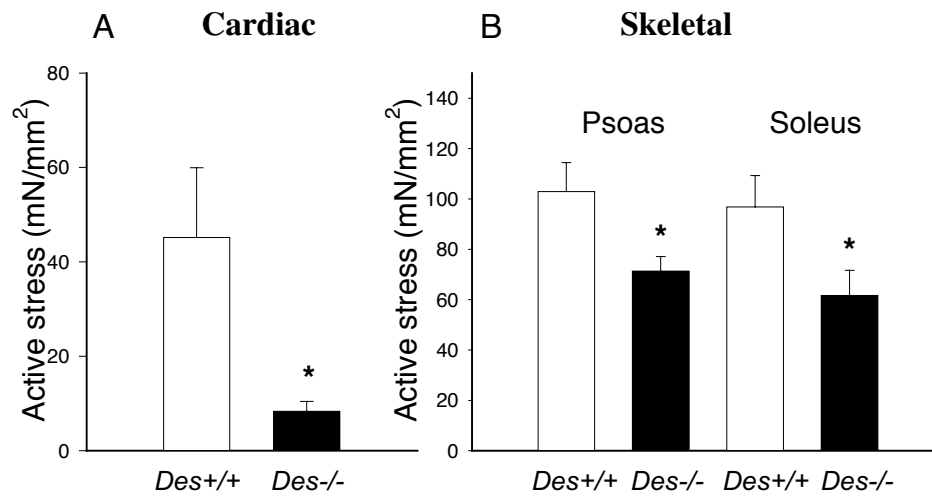 A Cardiac
Active stress (mN/mm²)
80
60
40
20
0
*
Des+/+ Des-/-
B Skeletal
Active stress (mN/mm²)
140
120
100
80
60
40
20
0
Psoas Soleus
* *
Des+/+ Des-/- Des+/+ Des-/-